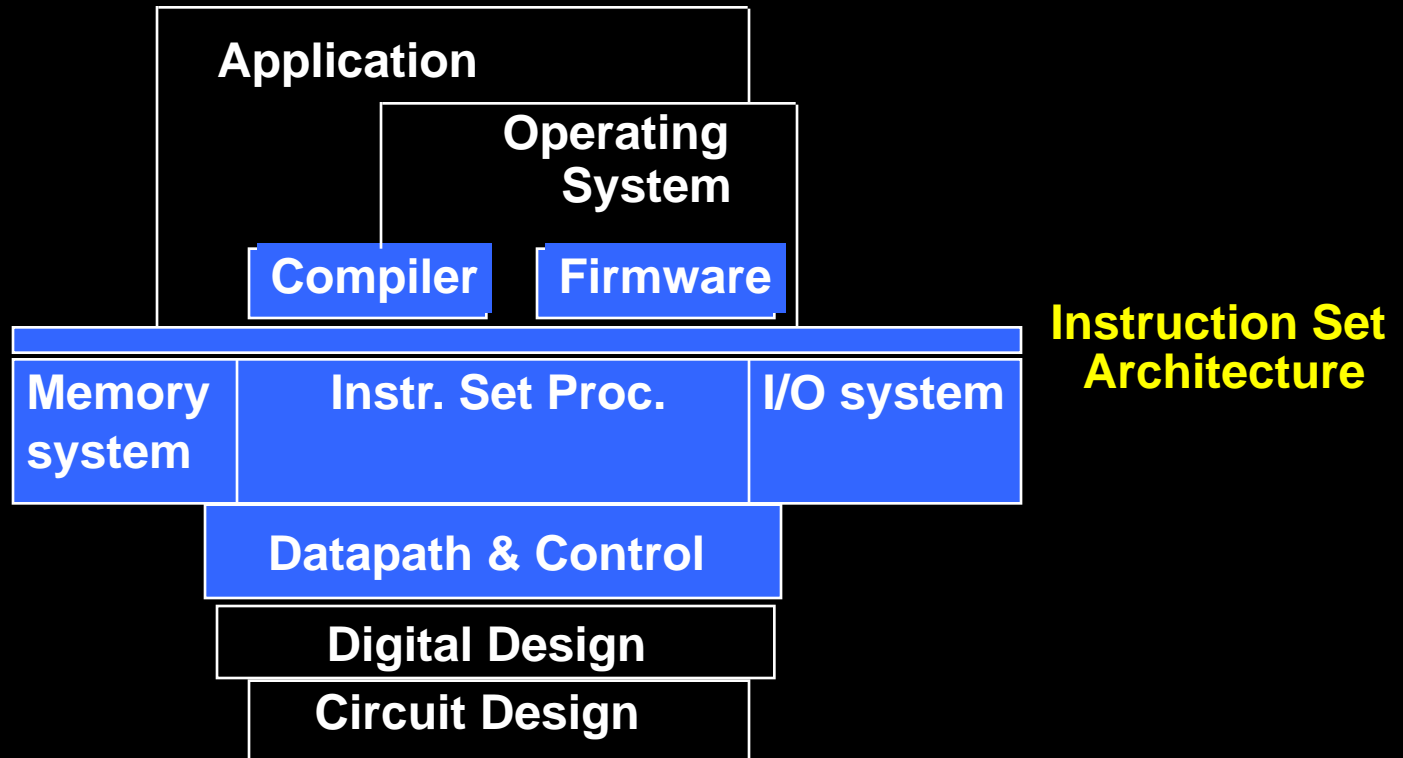 Application
Operating
System
Compiler
Firmware
Instruction Set
Architecture
Memory
system
Instr. Set Proc.
I/O system
Datapath & Control
Digital Design
Circuit Design